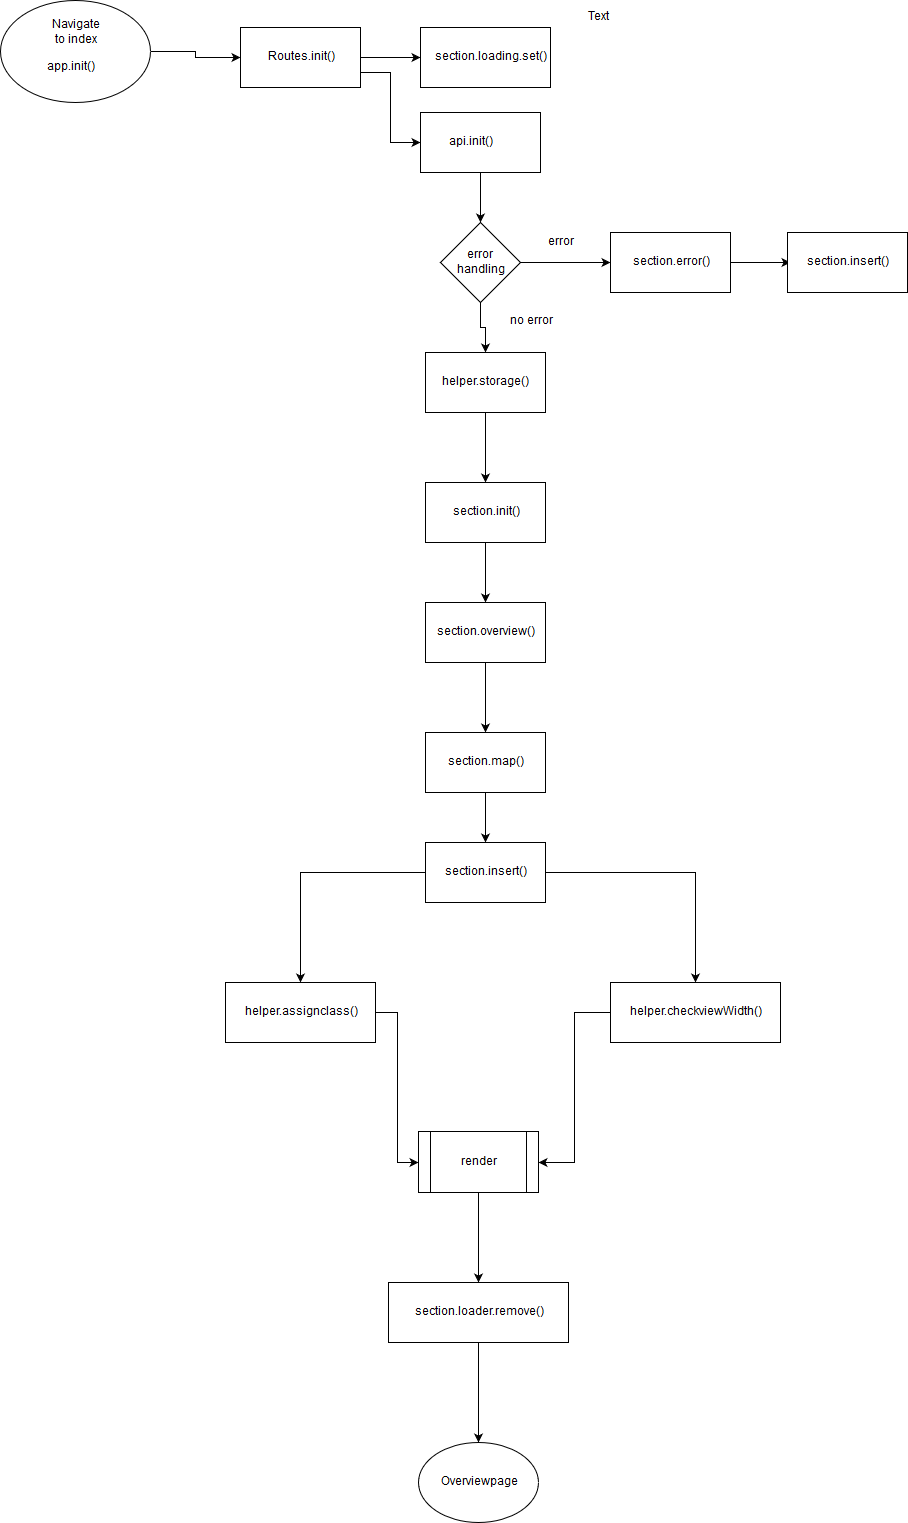 Navigate
to index
app.init()
Text
Routes.init()
section.loading.set()
api.init()
error
handling
error
section.error()
section.insert()
no error
helper.storage()
section.init()
section.overview()
section.map()
section.insert()
helper.assignclass()
helper.checkviewWidth()
render
section.loader.remove()
Overviewpage